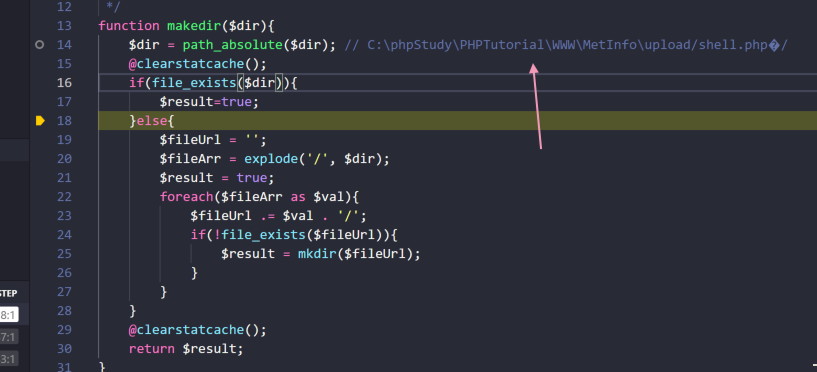 12 */
13 function makedir($dir){
14 $dir = path_absolute($dir); // C:\phpStudy\PHPTutorial\WWW\MetInfo\upload/shell.php�/
15 @clearstatcache();
16 if(file_exists($dir)){
17 $result=true;
18 }else{
19 $fileUrl = '';
20 $fileArr = explode('/', $dir);
21 $result = true;
22 foreach($fileArr as $val){
23 $fileUrl .= $val . '/';
24 if(!file_exists($fileUrl)){
25 $result = mkdir($fileUrl);
26 }
27 }
28 }
29 @clearstatcache();
30 return $result;
31 }
STEP
8:1
7:1
3:1